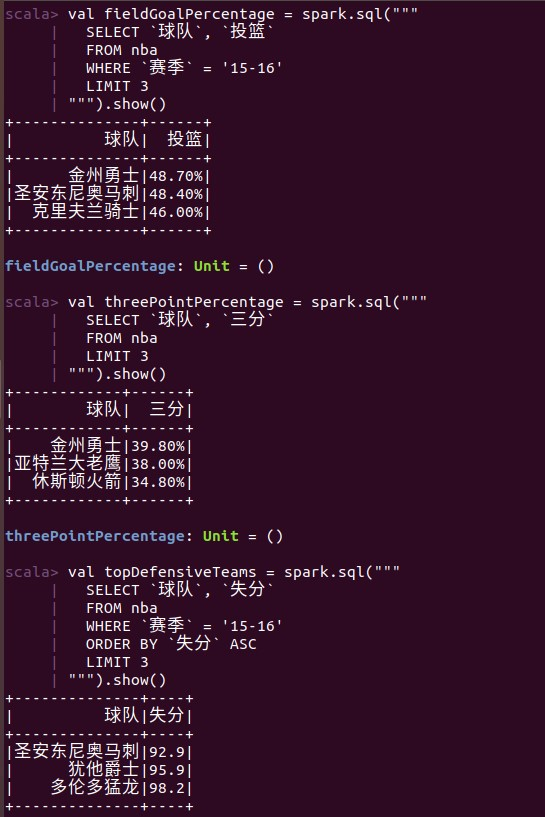 scala> val fieldGoalPercentage = spark.sql("""
     |   SELECT `球队`, `投篮`
     |   FROM nba
     |   WHERE `赛季` = '15-16'
     |   LIMIT 3
     | """).show()
+--------------+------+
|          球队|  投篮|
+--------------+------+
|      金州勇士|48.70%|
|圣安东尼奥马刺|48.40%|
|  克里夫兰骑士|46.00%|
+--------------+------+

fieldGoalPercentage: Unit = ()

scala> val threePointPercentage = spark.sql("""
     |   SELECT `球队`, `三分`
     |   FROM nba
     |   LIMIT 3
     | """).show()
+------------+------+
|        球队|  三分|
+------------+------+
|    金州勇士|39.80%|
|亚特兰大老鹰|38.00%|
|  休斯顿火箭|34.80%|
+------------+------+

threePointPercentage: Unit = ()

scala> val topDefensiveTeams = spark.sql("""
     |   SELECT `球队`, `失分`
     |   FROM nba
     |   WHERE `赛季` = '15-16'
     |   ORDER BY `失分` ASC
     |   LIMIT 3
     | """).show()
+--------------+----+
|          球队|失分|
+--------------+----+
|圣安东尼奥马刺|92.9|
|      犹他爵士|95.9|
|    多伦多猛龙|98.2|
+--------------+----+